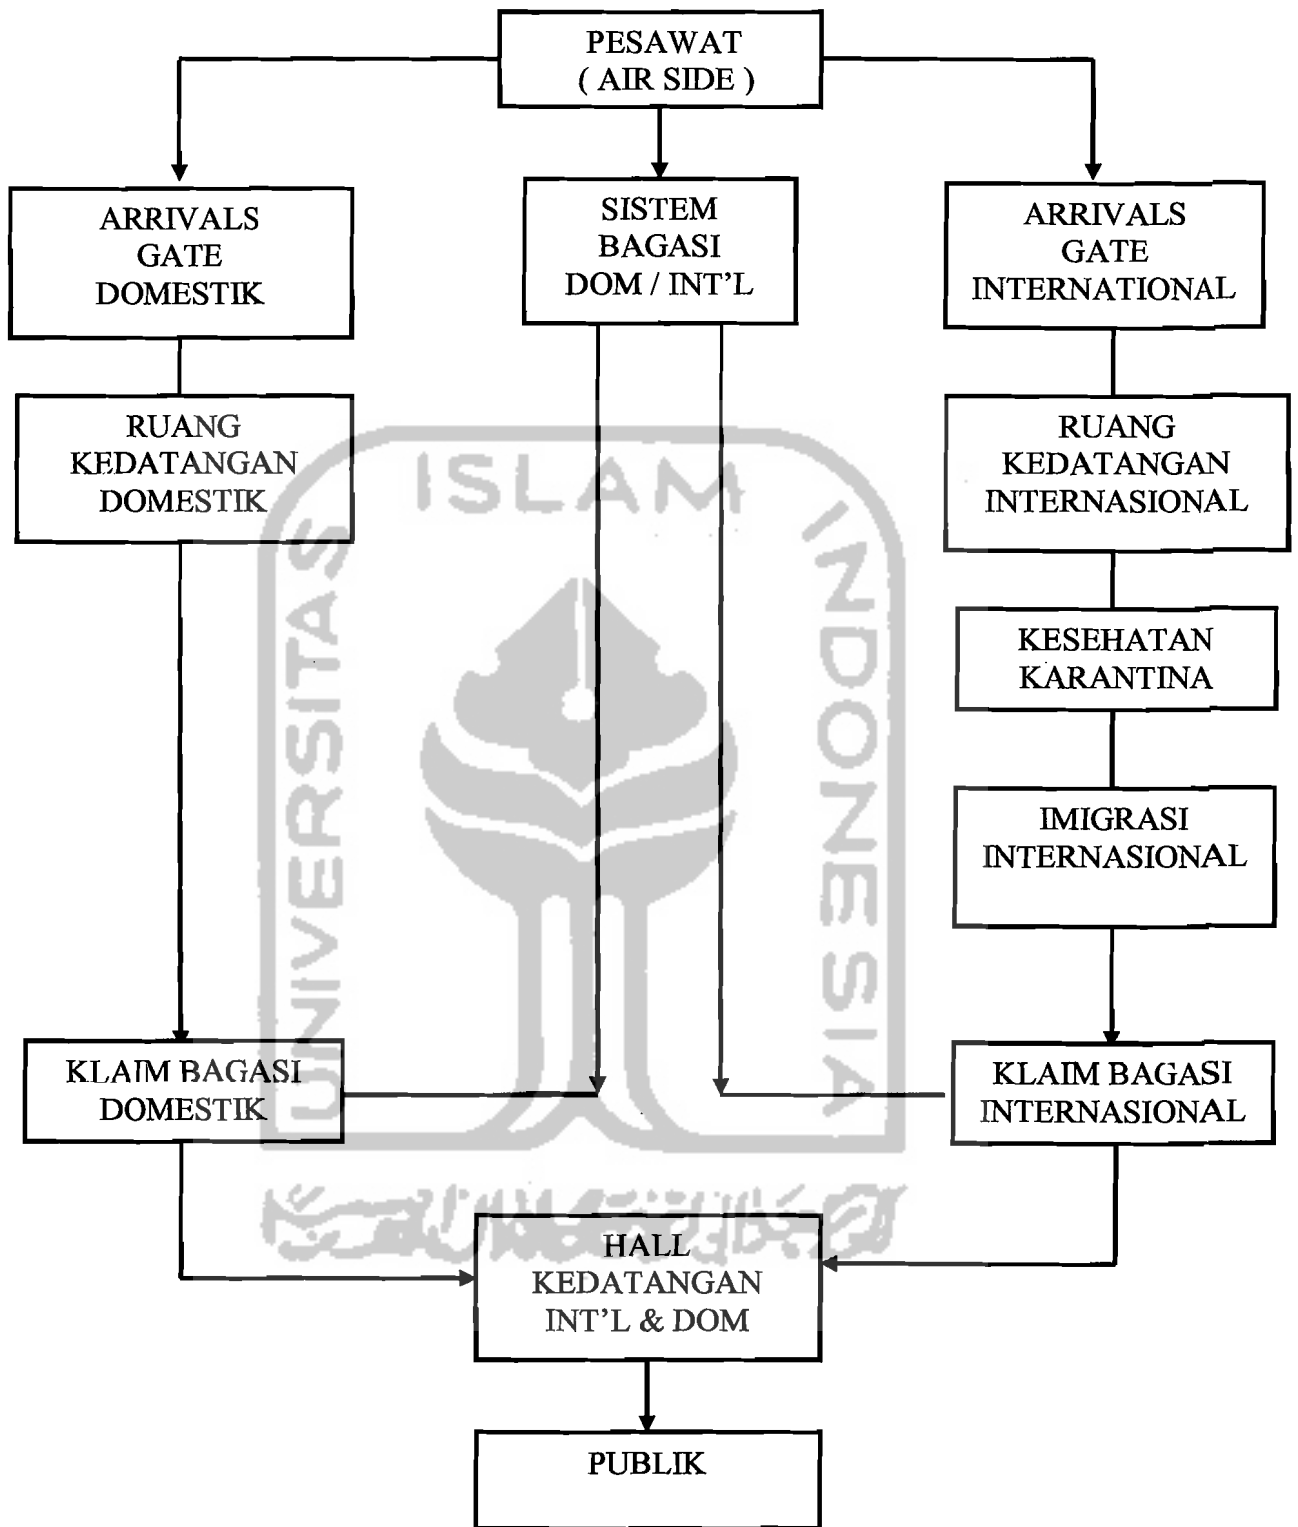 PESAWAT
( AIR SIDE )
ARRIVALS
GATE
DOMESTIK
SISTEM
BAGASI
DOM / INT'L
ARRIVALS
GATE
INTERNATIONAL
RUANG
KEDATANGAN
DOMESTIK
RUANG
KEDATANGAN
INTERNASIONAL
UNIVERSITAS
ISLAM
INDONESIA
KESEHATAN
KARANTINA
IMIGRASI
INTERNASIONAL
KLAIM BAGASI
DOMESTIK
KLAIM BAGASI
INTERNASIONAL
HALL
KEDATANGAN
INT'L & DOM
PUBLIK